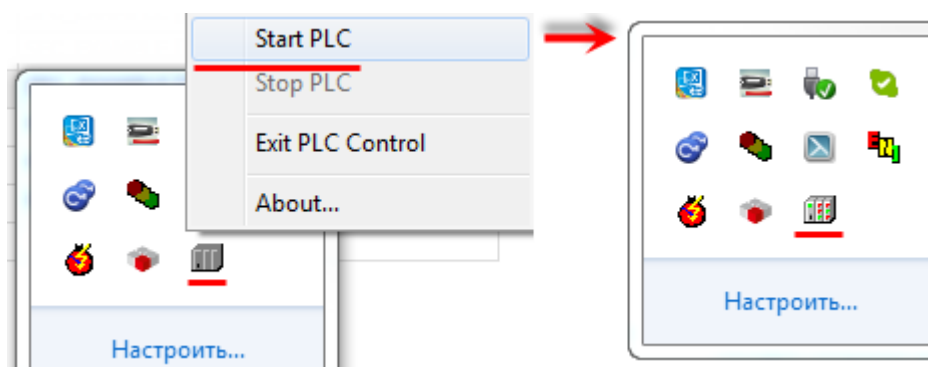 Start PLC
Stop PLC
Exit PLC Control
About...
Настроить...
Настроить...